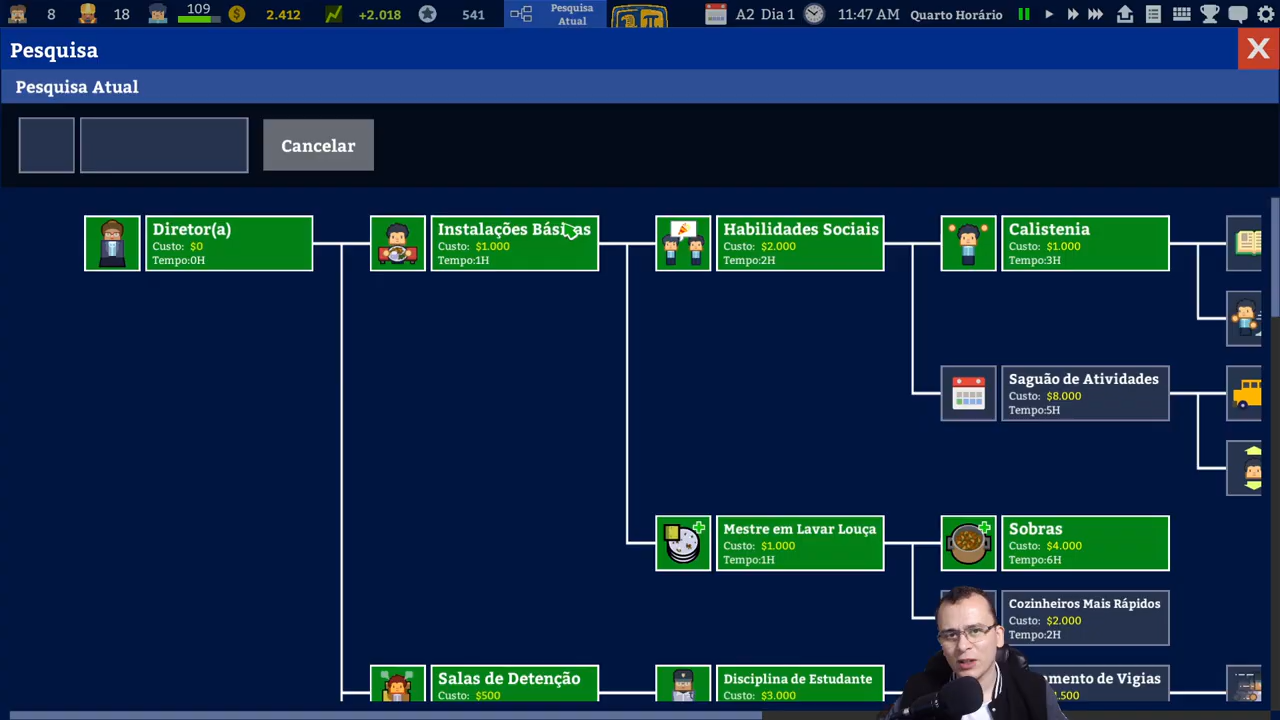 8 18 109 2.412 +2.018 541 Pesquisa Atual A2 Dia 1 11:47 AM Quarto Horário
Pesquisa
X
Pesquisa Atual
Cancelar
Diretor(a)
Custo: $0
Tempo:0H
Instalações Básicas
Custo: $1.000
Tempo:1H
Habilidades Sociais
Custo: $2.000
Tempo:2H
Calistenia
Custo: $1.000
Tempo:3H
Saguão de Atividades
Custo: $8.000
Tempo:5H
Mestre em Lavar Louça
Custo: $1.000
Tempo:1H
Sobras
Custo: $4.000
Tempo:6H
Cozinheiros Mais Rápidos
Custo: $2.000
Tempo:2H
Salas de Detenção
Custo: $500
Disciplina de Estudante
Custo: $3.000
de Vigias